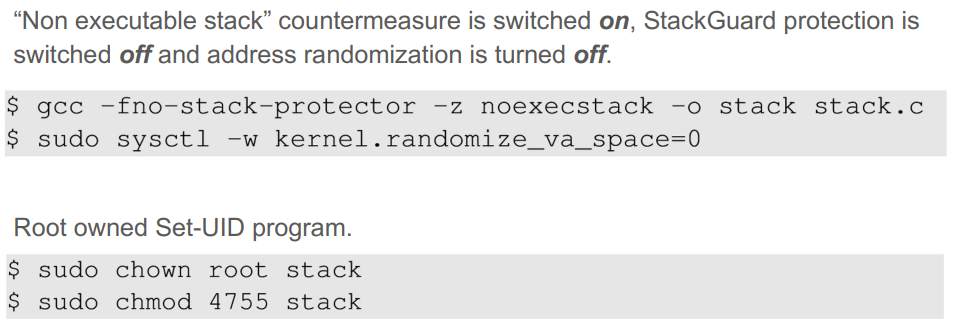 “Non executable stack” countermeasure is switched on, StackGuard protection is
switched off and address randomization is turned off.
$ gcc -fno-stack-protector -z noexecstack -o stack stack.c
$ sudo sysctl -w kernel.randomize_va_space=0
Root owned Set-UID program.
$ sudo chown root stack
$ sudo chmod 4755 stack